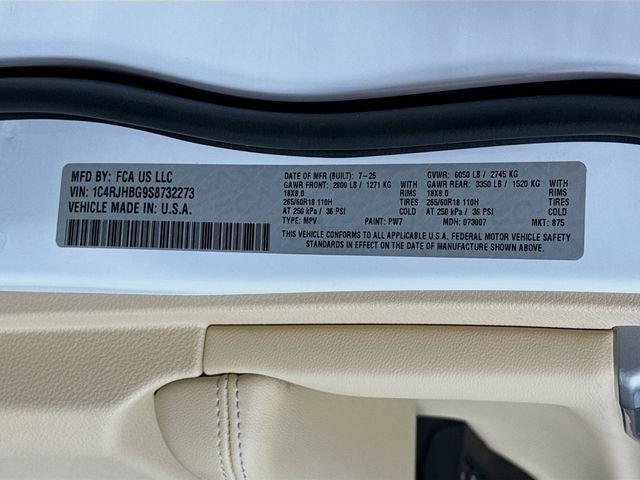 MFD BY: FCA US LLC
VIN: 1C4RJHBG9S8732273
VEHICLE MADE IN: U.S.A.
DATE OF MFR (BUILT): 7-25
GAWR FRONT: 2800 LB / 1271 KG
WITH
18X8.0
RIMS
265/60R18 110H
TIRES
AT 250 kPa / 36 PSI
COLD
TYPE: MPV
PAINT: PW7
GVWR: 6050 LB / 2745 KG
GAWR REAR: 3350 LB / 1520 KG
WITH
18X8.0
RIMS
265/60R18 110H
TIRES
AT 250 kPa / 36 PSI
COLD
MDH: 073007
MKT: 875
THIS VEHICLE CONFORMS TO ALL APPLICABLE U.S.A. FEDERAL MOTOR VEHICLE SAFETY
STANDARDS IN EFFECT ON THE DATE OF MANUFACTURE SHOWN ABOVE.